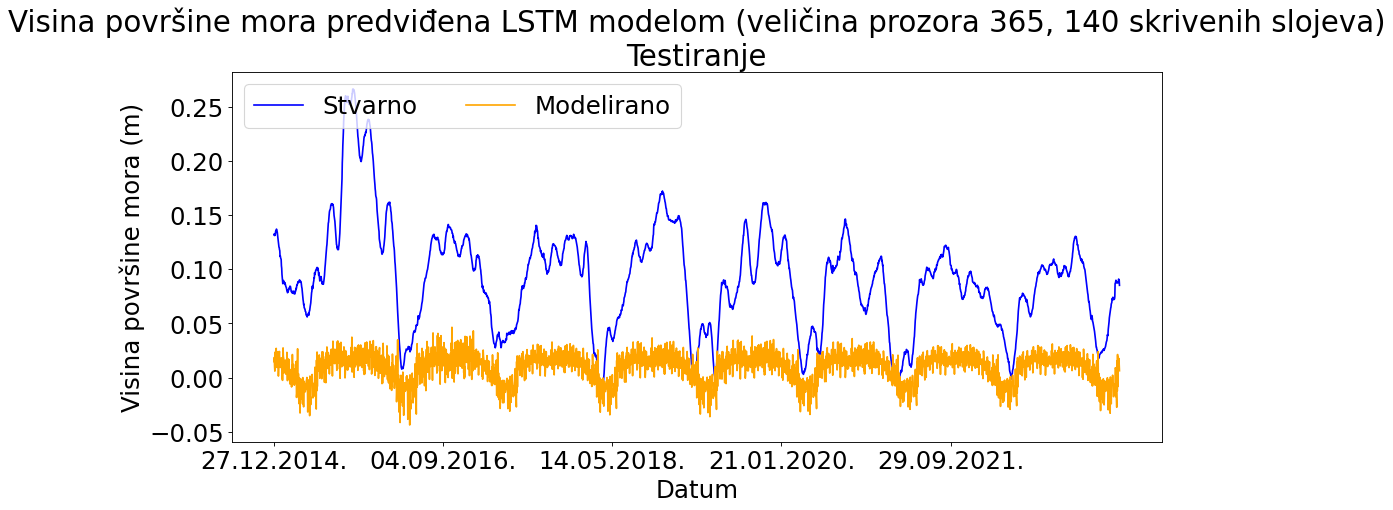 Visina površine mora predviđena LSTM modelom (veličina prozora 365, 140 skrivenih slojeva)
Testiranje
Stvarno
Modelirano
Visina površine mora (m)
0.25
0.20
0.15
0.10
0.05
0.00
−0.05
27.12.2014.
04.09.2016.
14.05.2018.
21.01.2020.
29.09.2021.
Datum